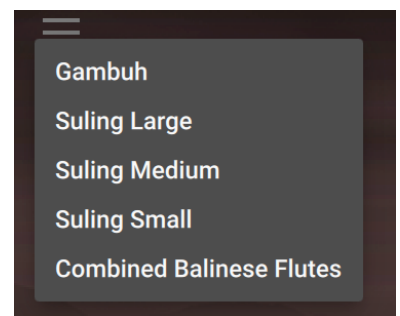 Gambuh
Suling Large
Suling Medium
Suling Small
Combined Balinese Flutes